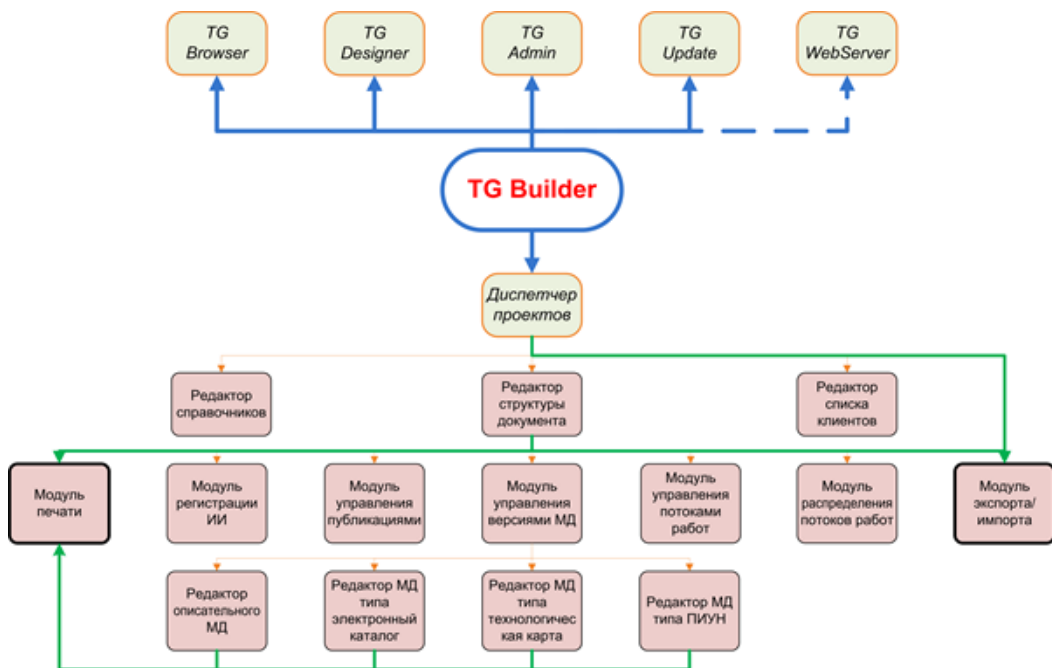 TG
Browser
TG
Designer
TG
Admin
TG
Update
TG
WebServer
TG Builder
Диспетчер
проектов
Редактор
справочников
Редактор
структуры
документа
Редактор
списка
клиентов
Модуль
печати
Модуль
регистрации
ИИ
Модуль
управления
публикациями
Модуль
управления
версиями МД
Модуль
управления
потоками
работ
Модуль
распределения
потоков работ
Модуль
экспорта/
импорта
Редактор
описательного
МД
Редактор МД
типа
электронный
каталог
Редактор МД
типа
технологичес
кая карта
Редактор МД
типа ПИУН